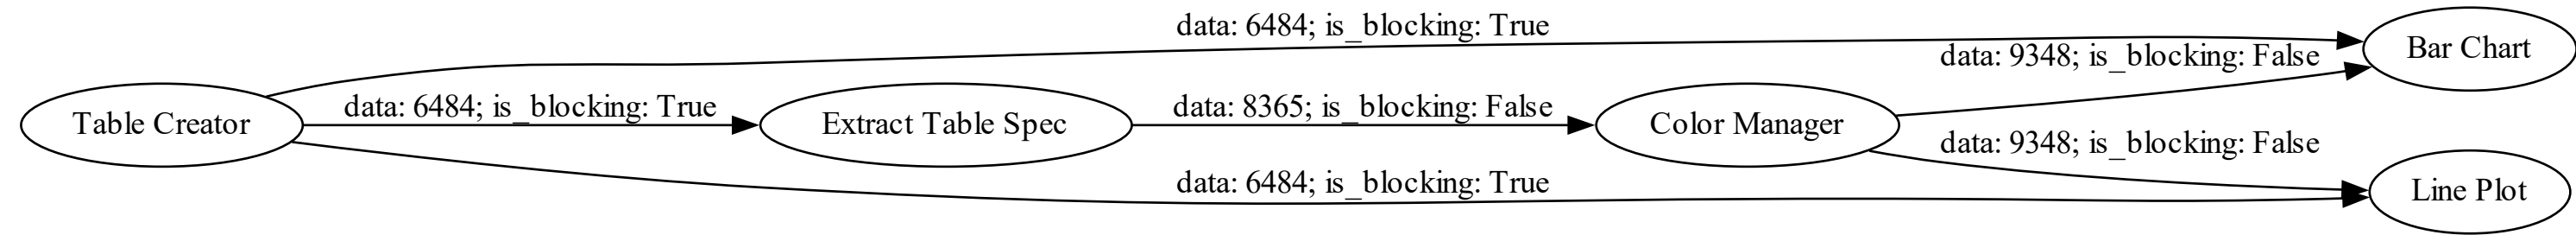 data: 6484; is_blocking: True
Bar Chart
data: 9348; is_blocking: False
Table Creator
data: 6484; is_blocking: True
Extract Table Spec
data: 8365; is_blocking: False
Color Manager
data: 9348; is_blocking: False
data: 6484; is_blocking: True
Line Plot